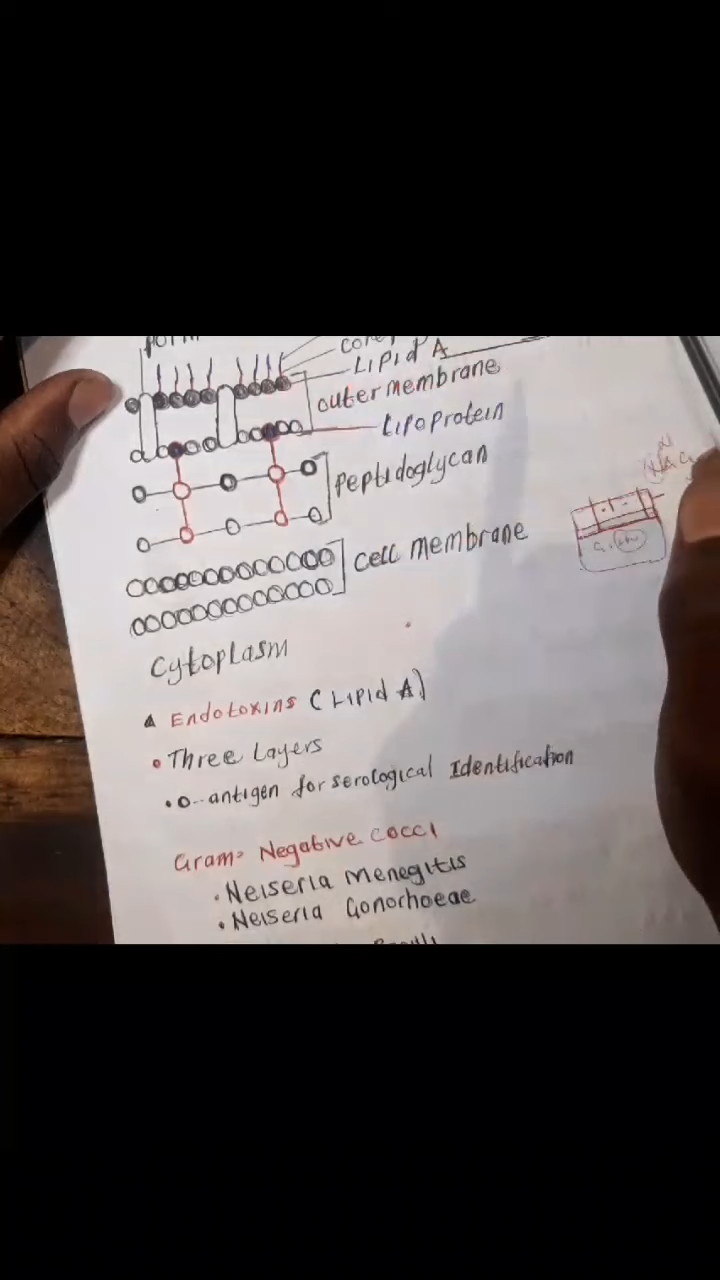 Lipid A
outer membrane
Lipoprotein
Peptidoglycan
cell membrane
Cytoplasm
Endotoxins (Lipid A)
• Three Layers
• o-antigen for serological Identification
Gram- Negative cocci
• Neiseria Menegitis
• Neiseria Gonorhoeae